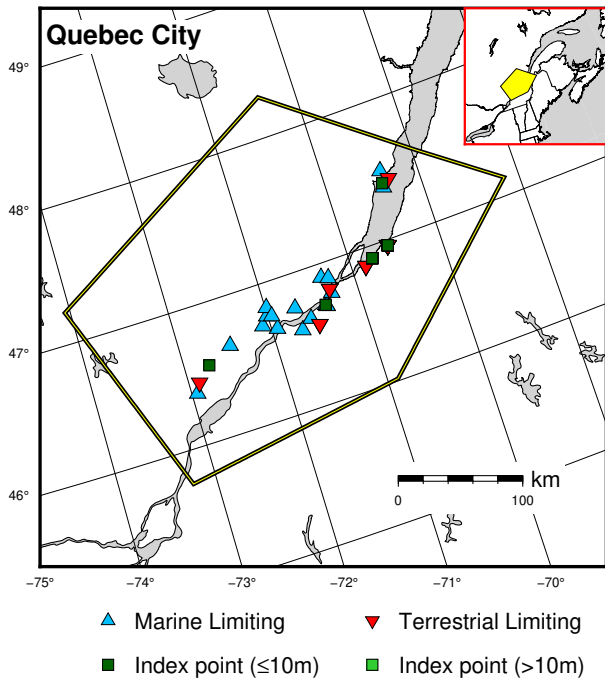 Quebec City
49°
48°
47°
46°
km
0 100
−75 −74 −73 −72 −71 −70
Marine Limiting Terrestrial Limiting
Index point (≤10m) Index point (>10m)